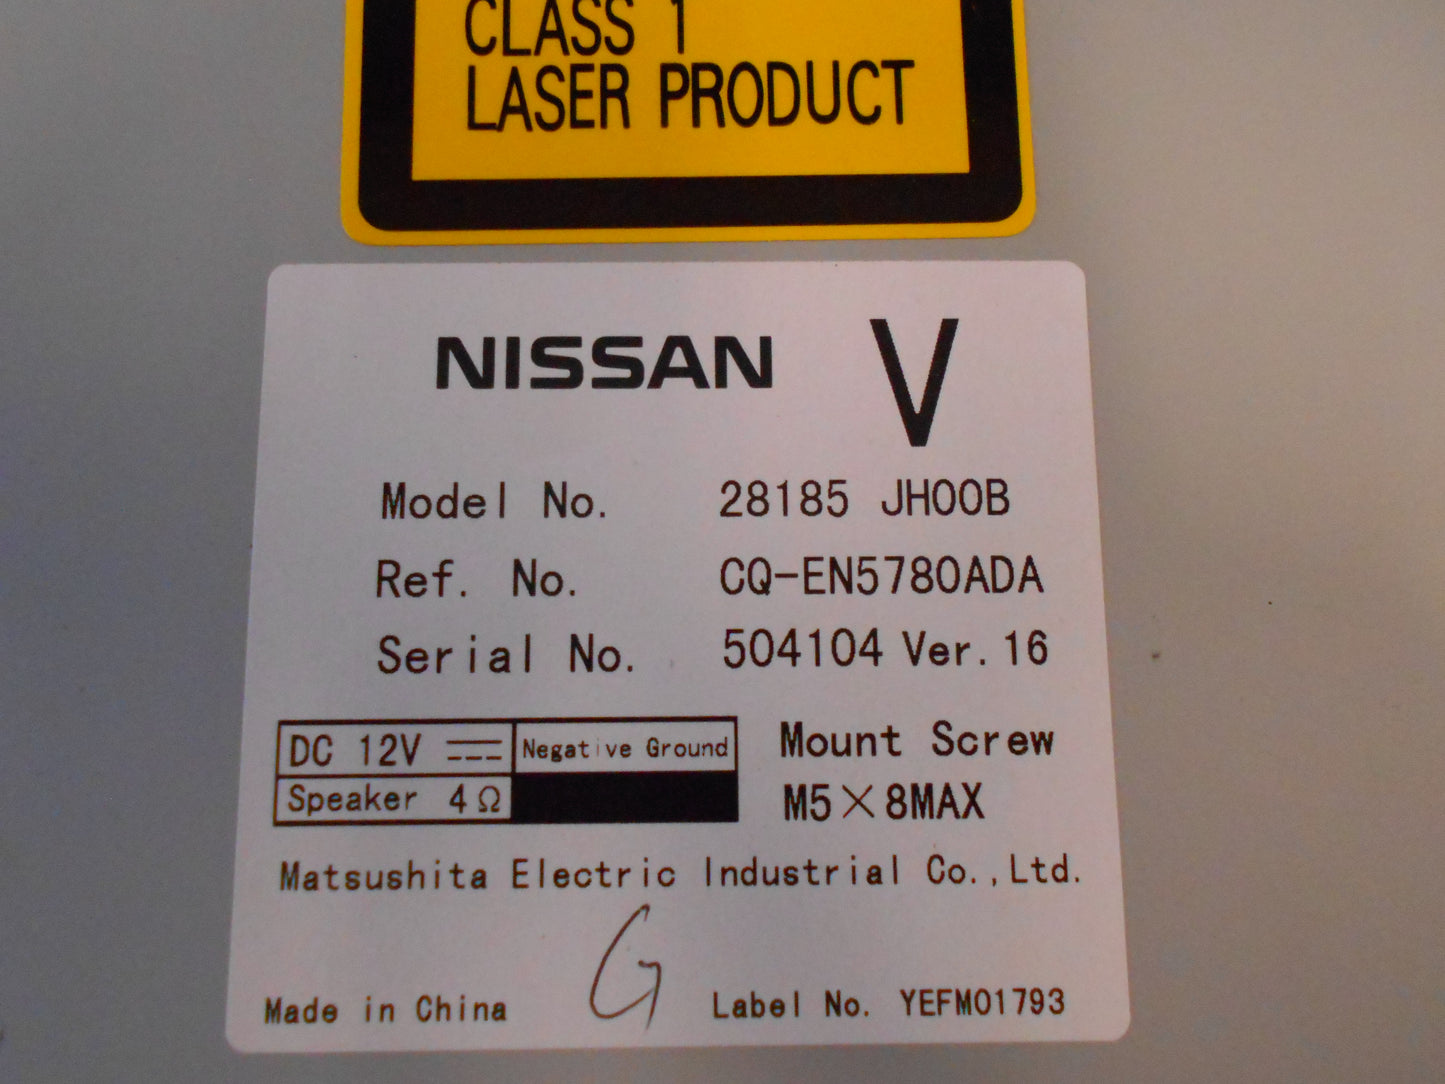 CLASS 1
LASER PRODUCT
NISSAN V
Model No. 28185 JH00B
Ref. No. CQ-EN5780ADA
Serial No. 504104 Ver. 16
DC 12V Negative Ground
Speaker 4Ω
Mount Screw
M5×8MAX
Matsushita Electric Industrial Co.,Ltd.
G
Made in China Label No. YEFM01793